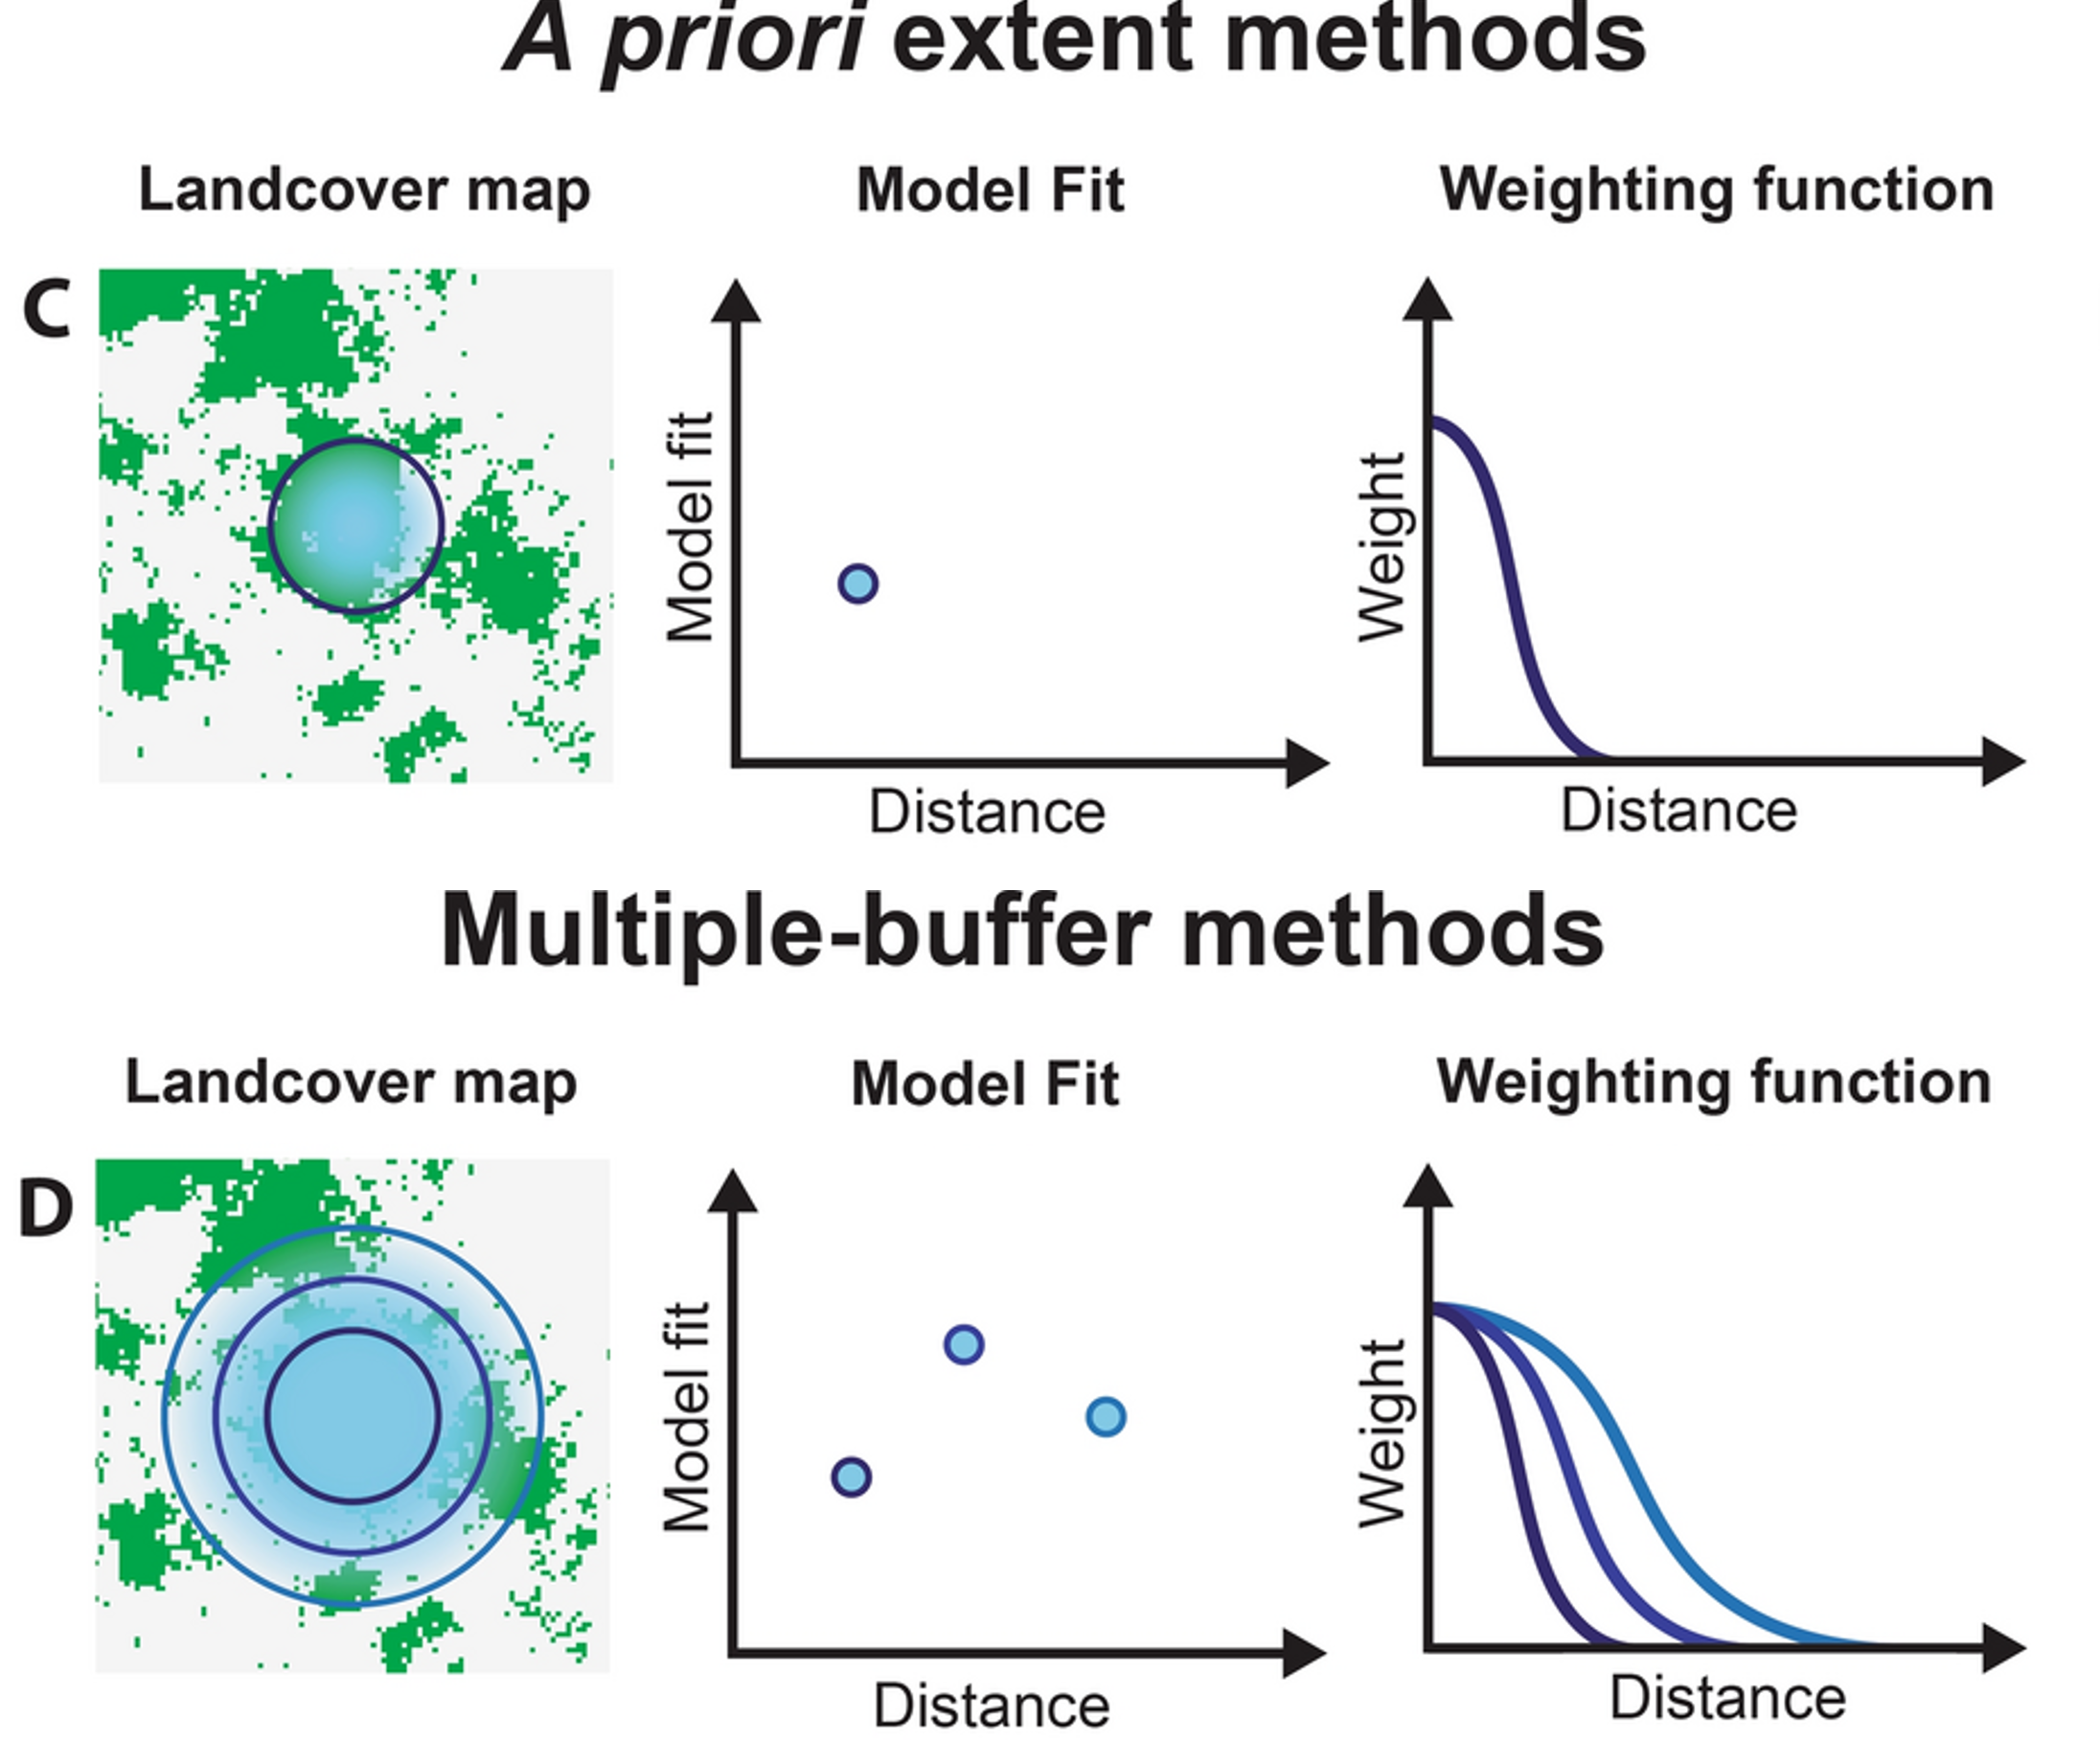 A priori extent methods
Landcover map
Model Fit
Weighting function
C
Model fit
Distance
Weight
Distance
Multiple-buffer methods
Landcover map
Model Fit
Weighting function
D
Model fit
Distance
Weight
Distance